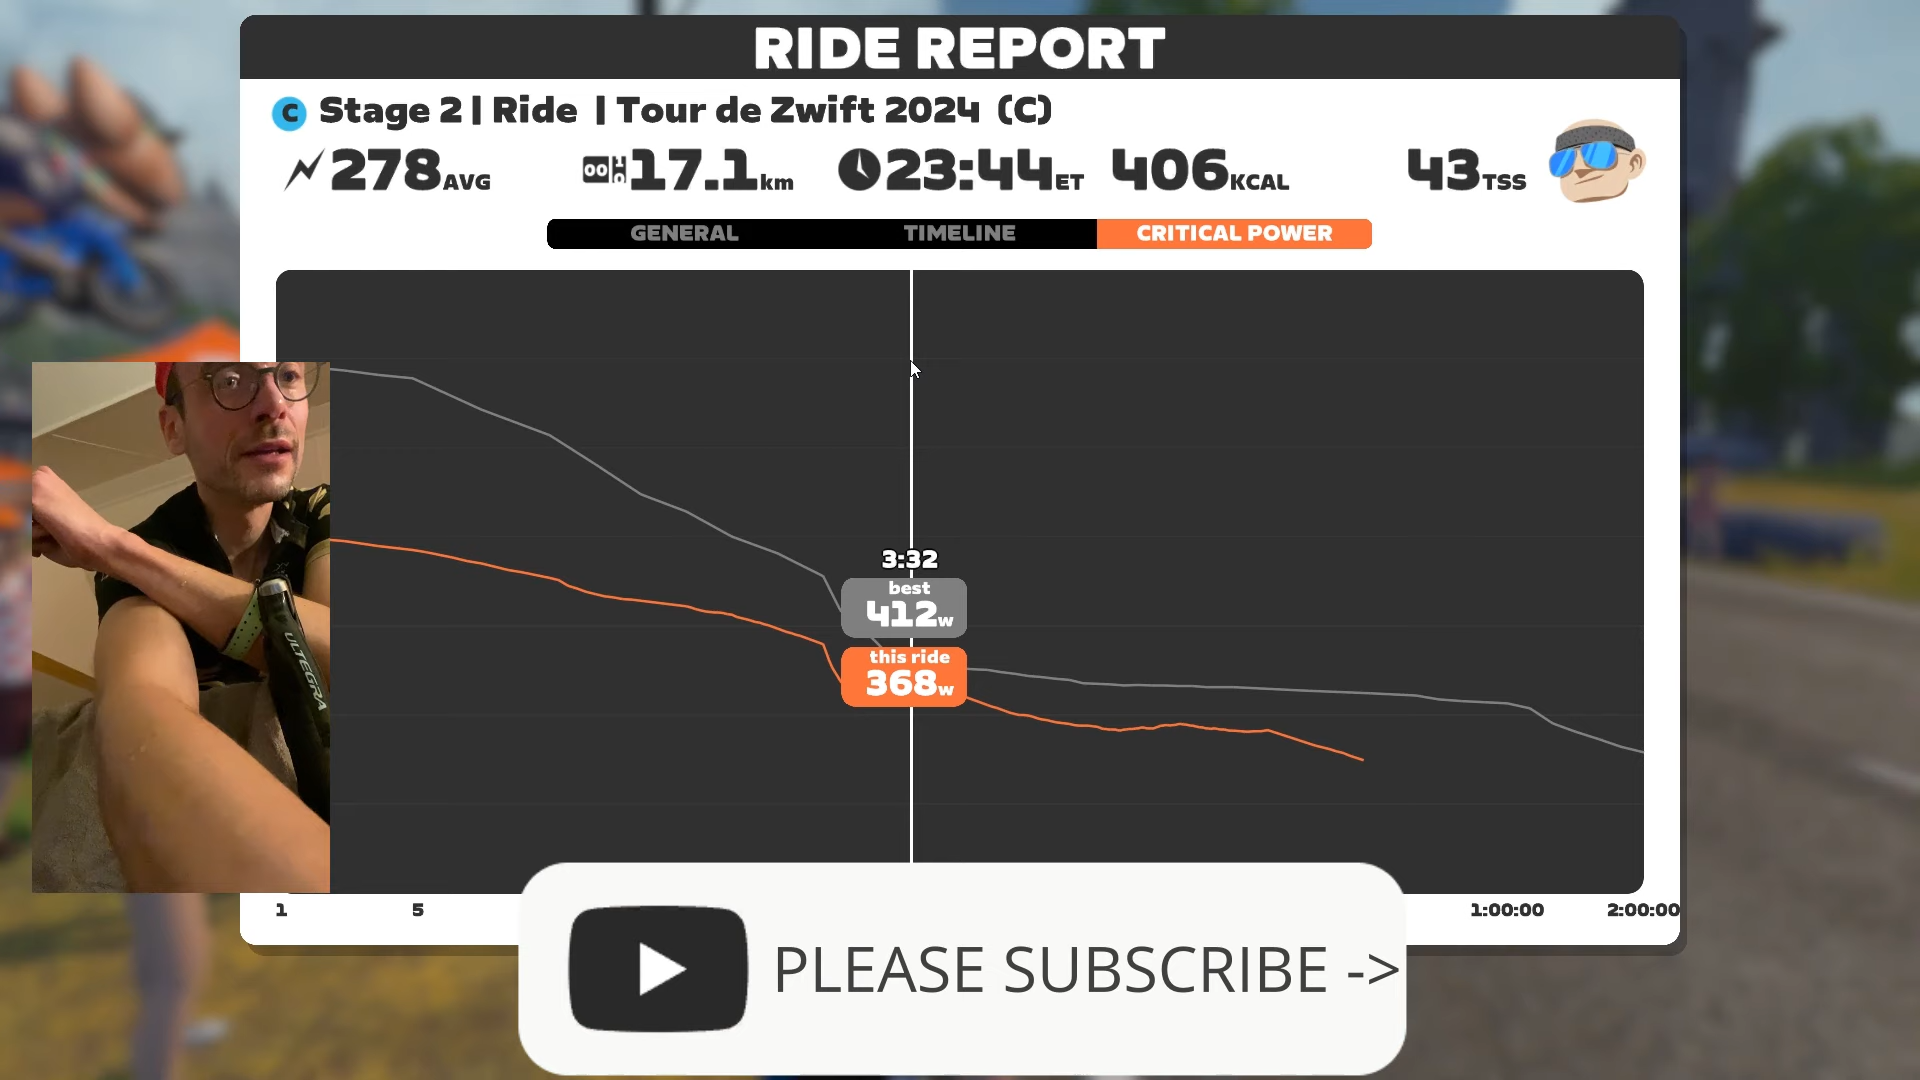 RIDE REPORT
C Stage 2 | Ride | Tour de Zwift 2024 (C)
278AVG 17.1km 23:44ET 406KCAL 43TSS
GENERAL TIMELINE CRITICAL POWER
3:32
best
412w
this ride
368w
ULTEGRA
1 5 1:00:00 2:00:00
PLEASE SUBSCRIBE ->